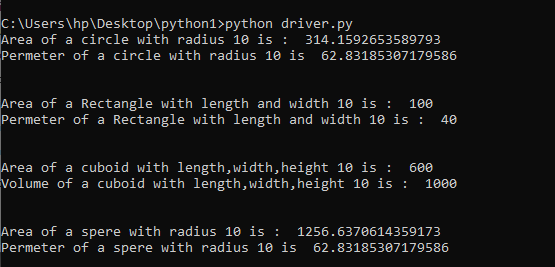 C:\Users\hp\Desktop\python1>python driver.py
Area of a circle with radius 10 is :  314.1592653589793
Permeter of a circle with radius 10 is  62.83185307179586
Area of a Rectangle with length and width 10 is :  100
Permeter of a Rectangle with length and width 10 is :  40
Area of a cuboid with length,width,height 10 is :  600
Volume of a cuboid with length,width,height 10 is :  1000
Area of a spere with radius 10 is :  1256.6370614359173
Permeter of a spere with radius 10 is  62.83185307179586